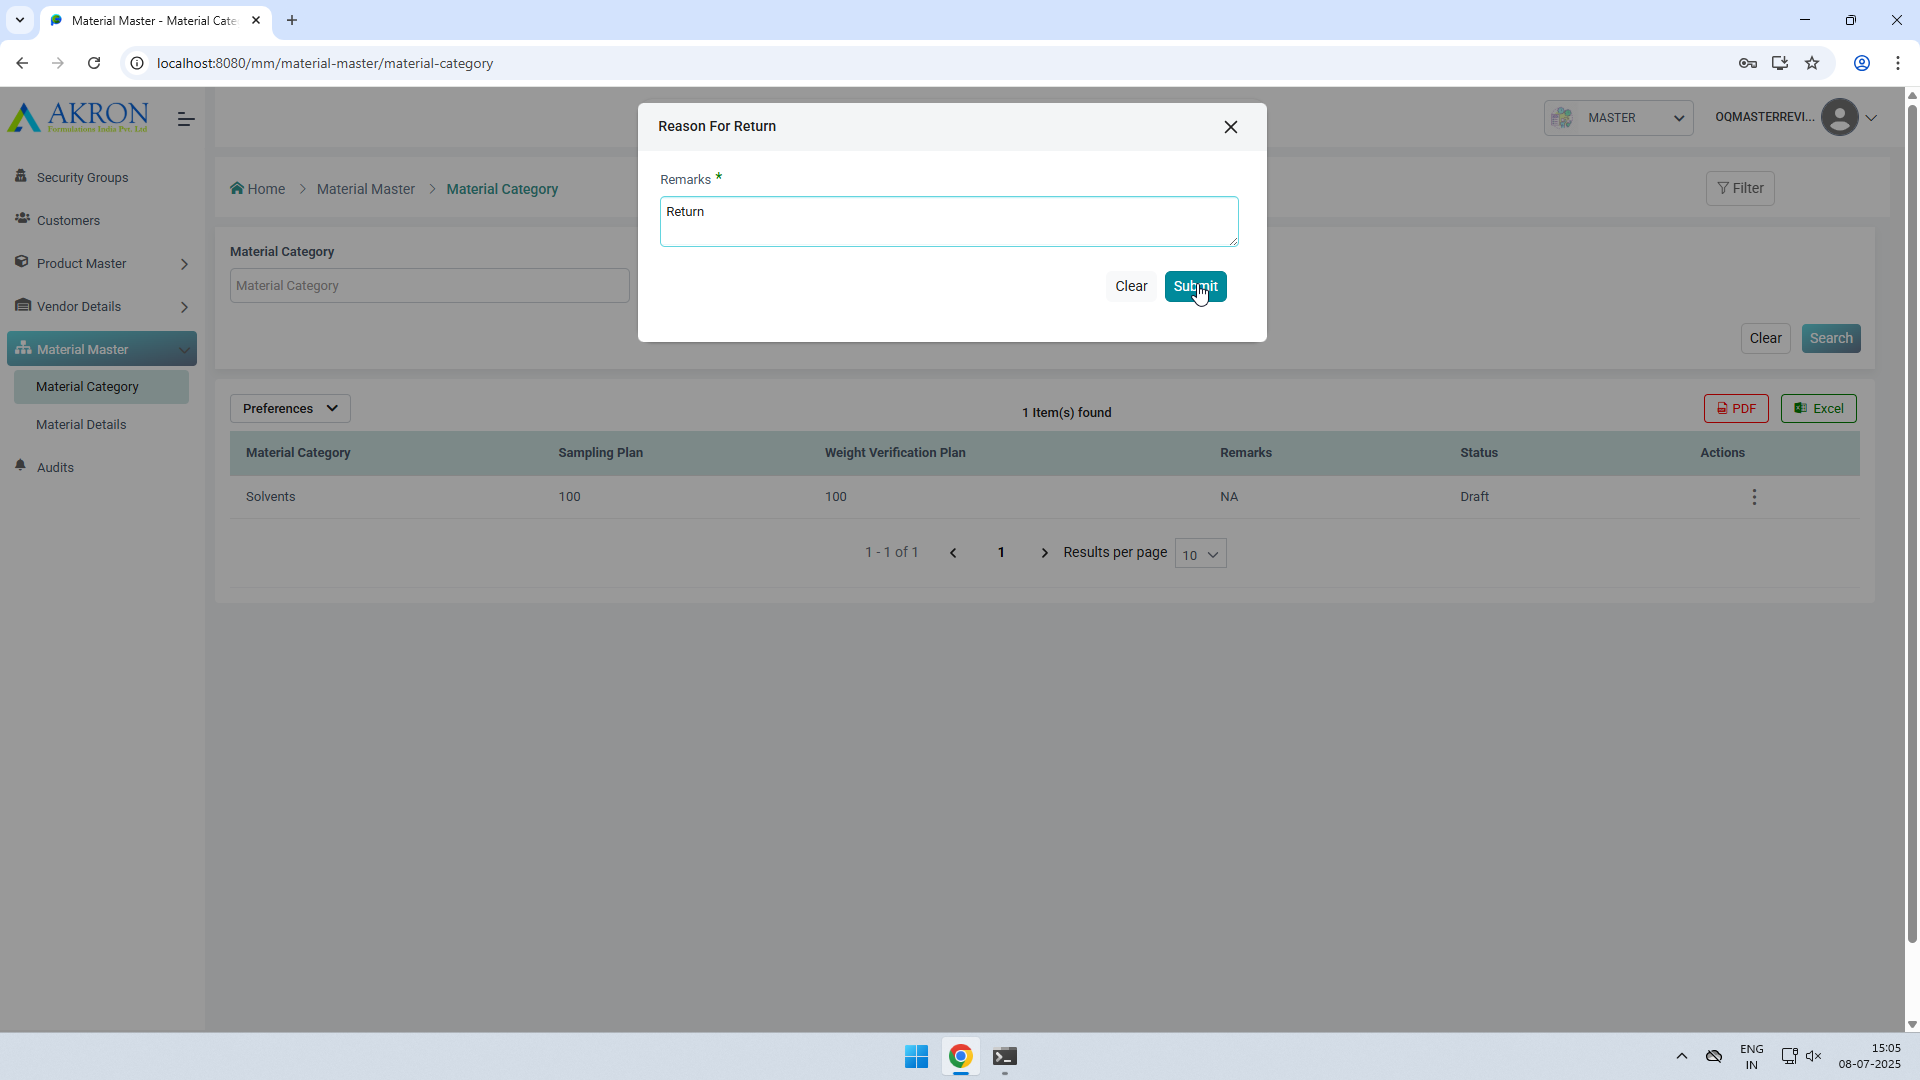 Material Master - Material Cate
localhost:8080/mm/material-master/material-category
AKRON
Formulations India Pvt. Ltd
MASTER
OQMASTERREVI...
Security Groups
Customers
Product Master
Vendor Details
Material Master
Material Category
Material Details
Audits
Home
Material Master
Material Category
Filter
Reason For Return
Remarks *
Return
Clear
Submit
Material Category
Material Category
Clear
Search
Preferences
1 Item(s) found
PDF
Excel
Material Category Sampling Plan Weight Verification Plan Remarks Status Actions
Solvents 100 100 NA Draft
1 - 1 of 1
1
Results per page
10
ENG
IN
15:05
08-07-2025